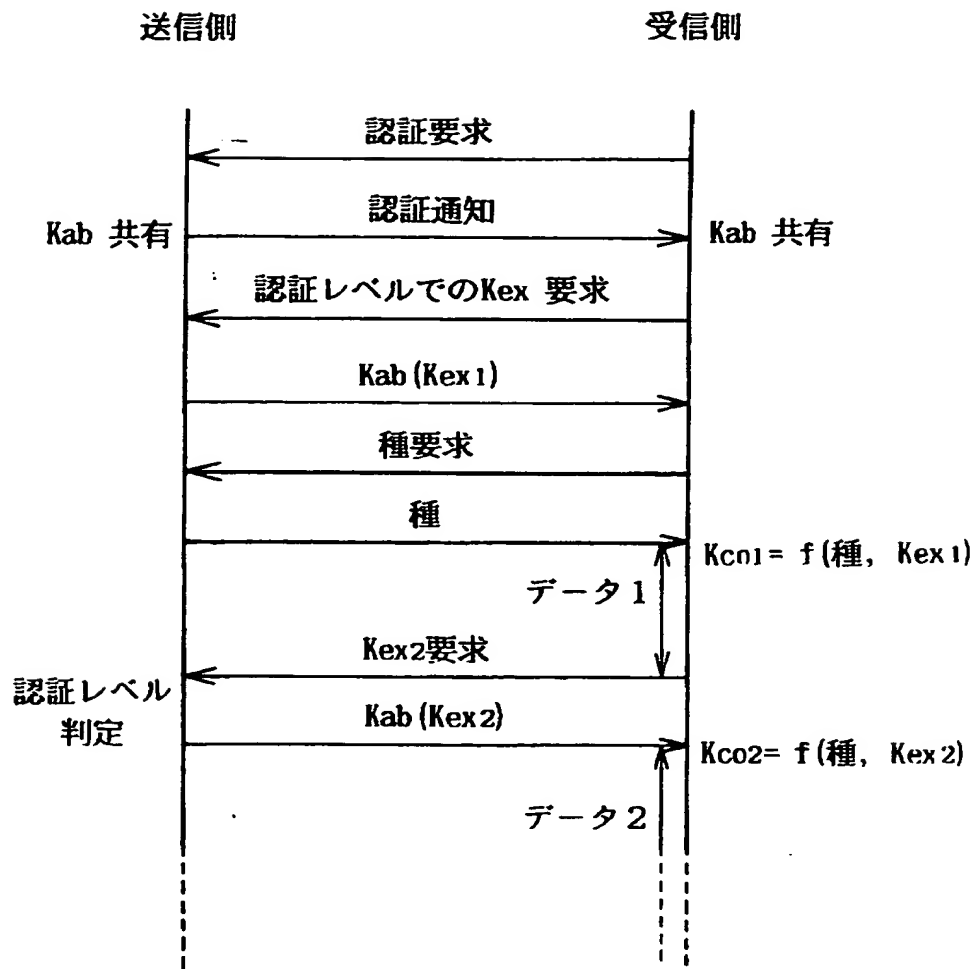 送信側
受信側
認証要求
認証通知
Kab 共有
Kab 共有
認証レベルでのKex 要求
Kab(Kex1)
種要求
種
Kco1= f(種, Kex1)
データ1
Kex2要求
認証レベル
判定
Kab(Kex2)
Kco2= f(種, Kex2)
データ2